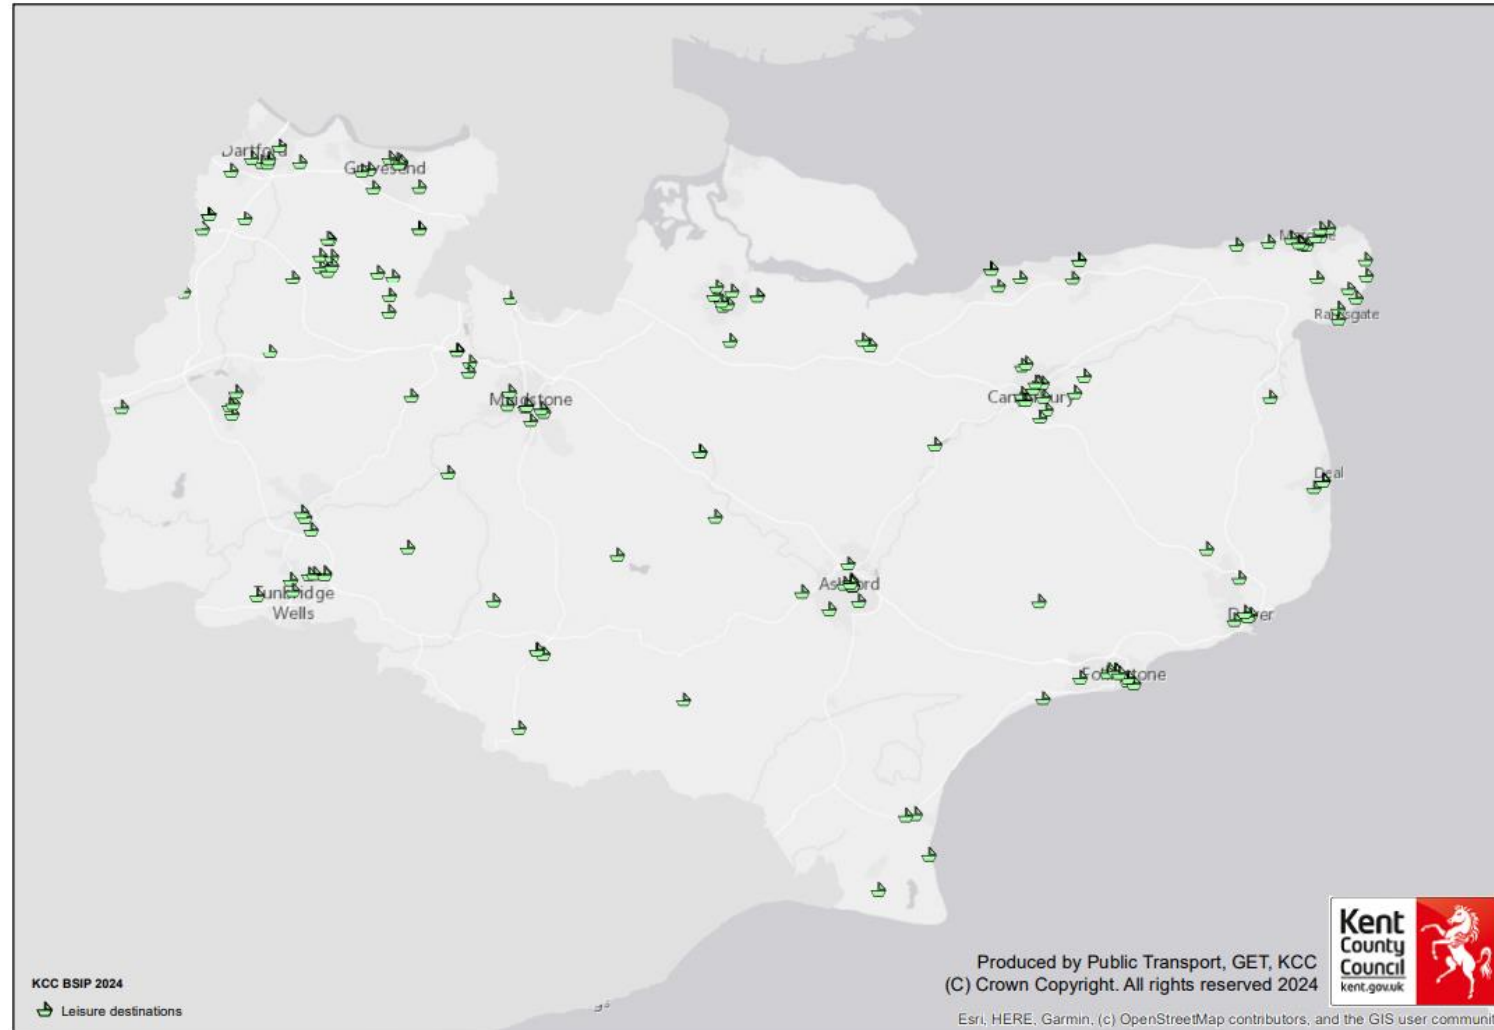 Gravesend
Maidstone
Canterbury
Ramsgate
Deal
Ashford
Tunbridge
Wells
Dover
Folkestone
KCC BSIP 2024
Leisure destinations
Produced by Public Transport, GET, KCC
(C) Crown Copyright. All rights reserved 2024
Kent
County
Council
kent.gov.uk
Esri, HERE, Garmin, (c) OpenStreetMap contributors, and the GIS user communit